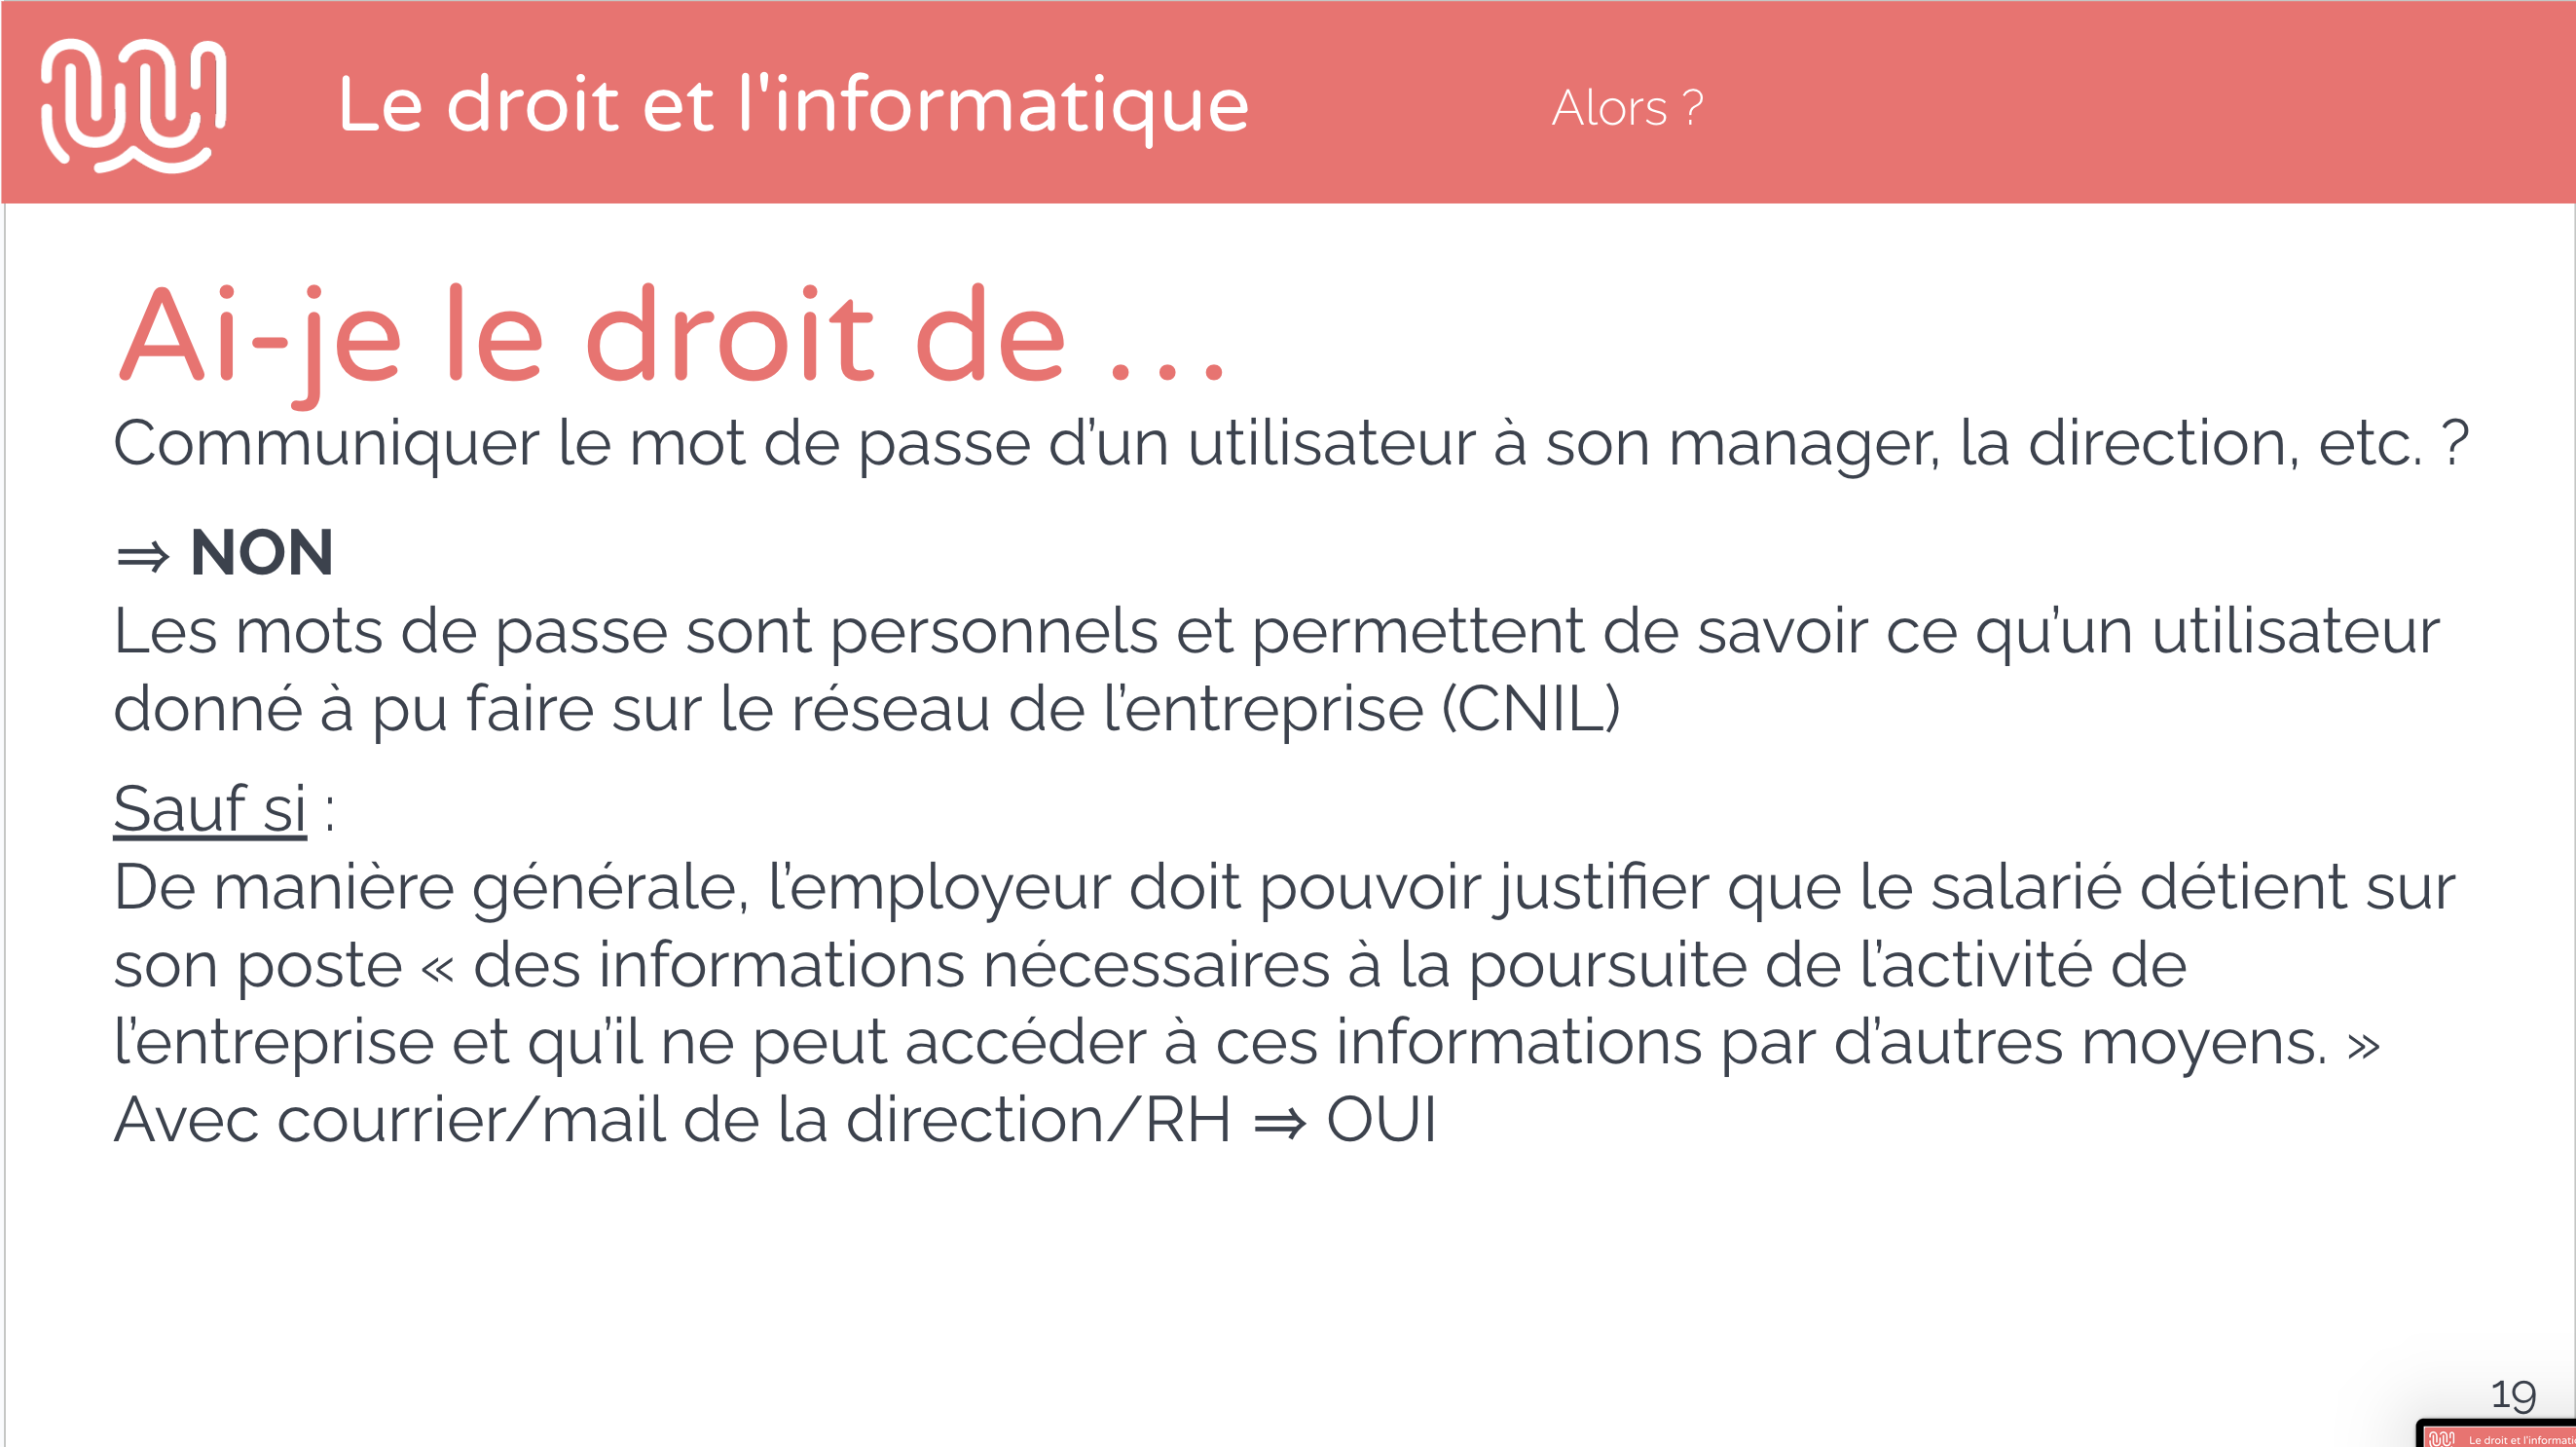 Le droit et l'informatique
Alors ?
Ai-je le droit de ...
Communiquer le mot de passe d’un utilisateur à son manager, la direction, etc. ?
⇒ NON
Les mots de passe sont personnels et permettent de savoir ce qu’un utilisateur
donné à pu faire sur le réseau de l’entreprise (CNIL)
Sauf si :
De manière générale, l’employeur doit pouvoir justifier que le salarié détient sur
son poste « des informations nécessaires à la poursuite de l’activité de
l’entreprise et qu’il ne peut accéder à ces informations par d’autres moyens. »
Avec courrier/mail de la direction/RH ⇒ OUI
19
Le droit et l'informati